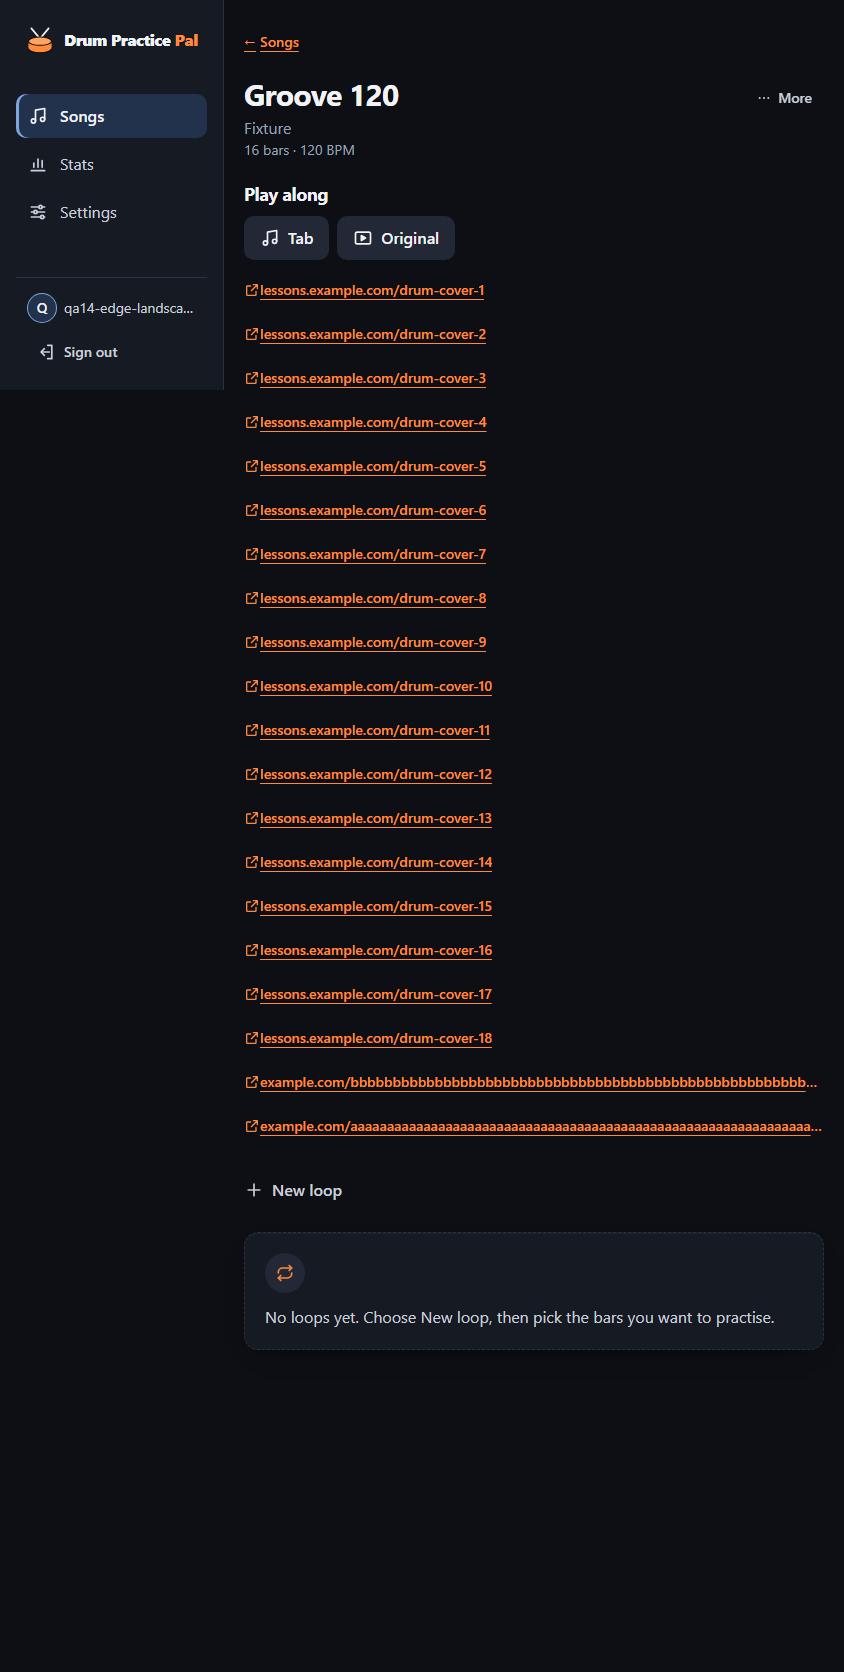 Drum Practice Pal
Songs
Stats
Settings
Q qa14-edge-landsca...
Sign out
← Songs
Groove 120
··· More
Fixture
16 bars · 120 BPM
Play along
Tab
Original
lessons.example.com/drum-cover-1
lessons.example.com/drum-cover-2
lessons.example.com/drum-cover-3
lessons.example.com/drum-cover-4
lessons.example.com/drum-cover-5
lessons.example.com/drum-cover-6
lessons.example.com/drum-cover-7
lessons.example.com/drum-cover-8
lessons.example.com/drum-cover-9
lessons.example.com/drum-cover-10
lessons.example.com/drum-cover-11
lessons.example.com/drum-cover-12
lessons.example.com/drum-cover-13
lessons.example.com/drum-cover-14
lessons.example.com/drum-cover-15
lessons.example.com/drum-cover-16
lessons.example.com/drum-cover-17
lessons.example.com/drum-cover-18
example.com/bbbbbbbbbbbbbbbbbbbbbbbbbbbbbbbbbbbbbbbbbbbbbbbbbbbbbb...
example.com/aaaaaaaaaaaaaaaaaaaaaaaaaaaaaaaaaaaaaaaaaaaaaaaaaaaaaaaaaaaaaa...
New loop
No loops yet. Choose New loop, then pick the bars you want to practise.